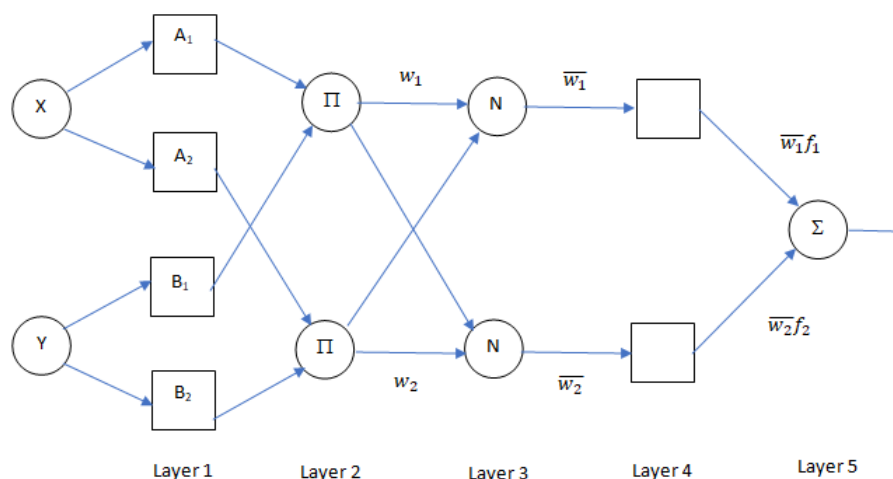 A₁
X
Π w₁ N w̅₁
A₂
w̅₁f₁
Σ
B₁
Y
Π w₂ N w̅₂
w̅₂f₂
B₂
Layer 1 Layer 2 Layer 3 Layer 4 Layer 5